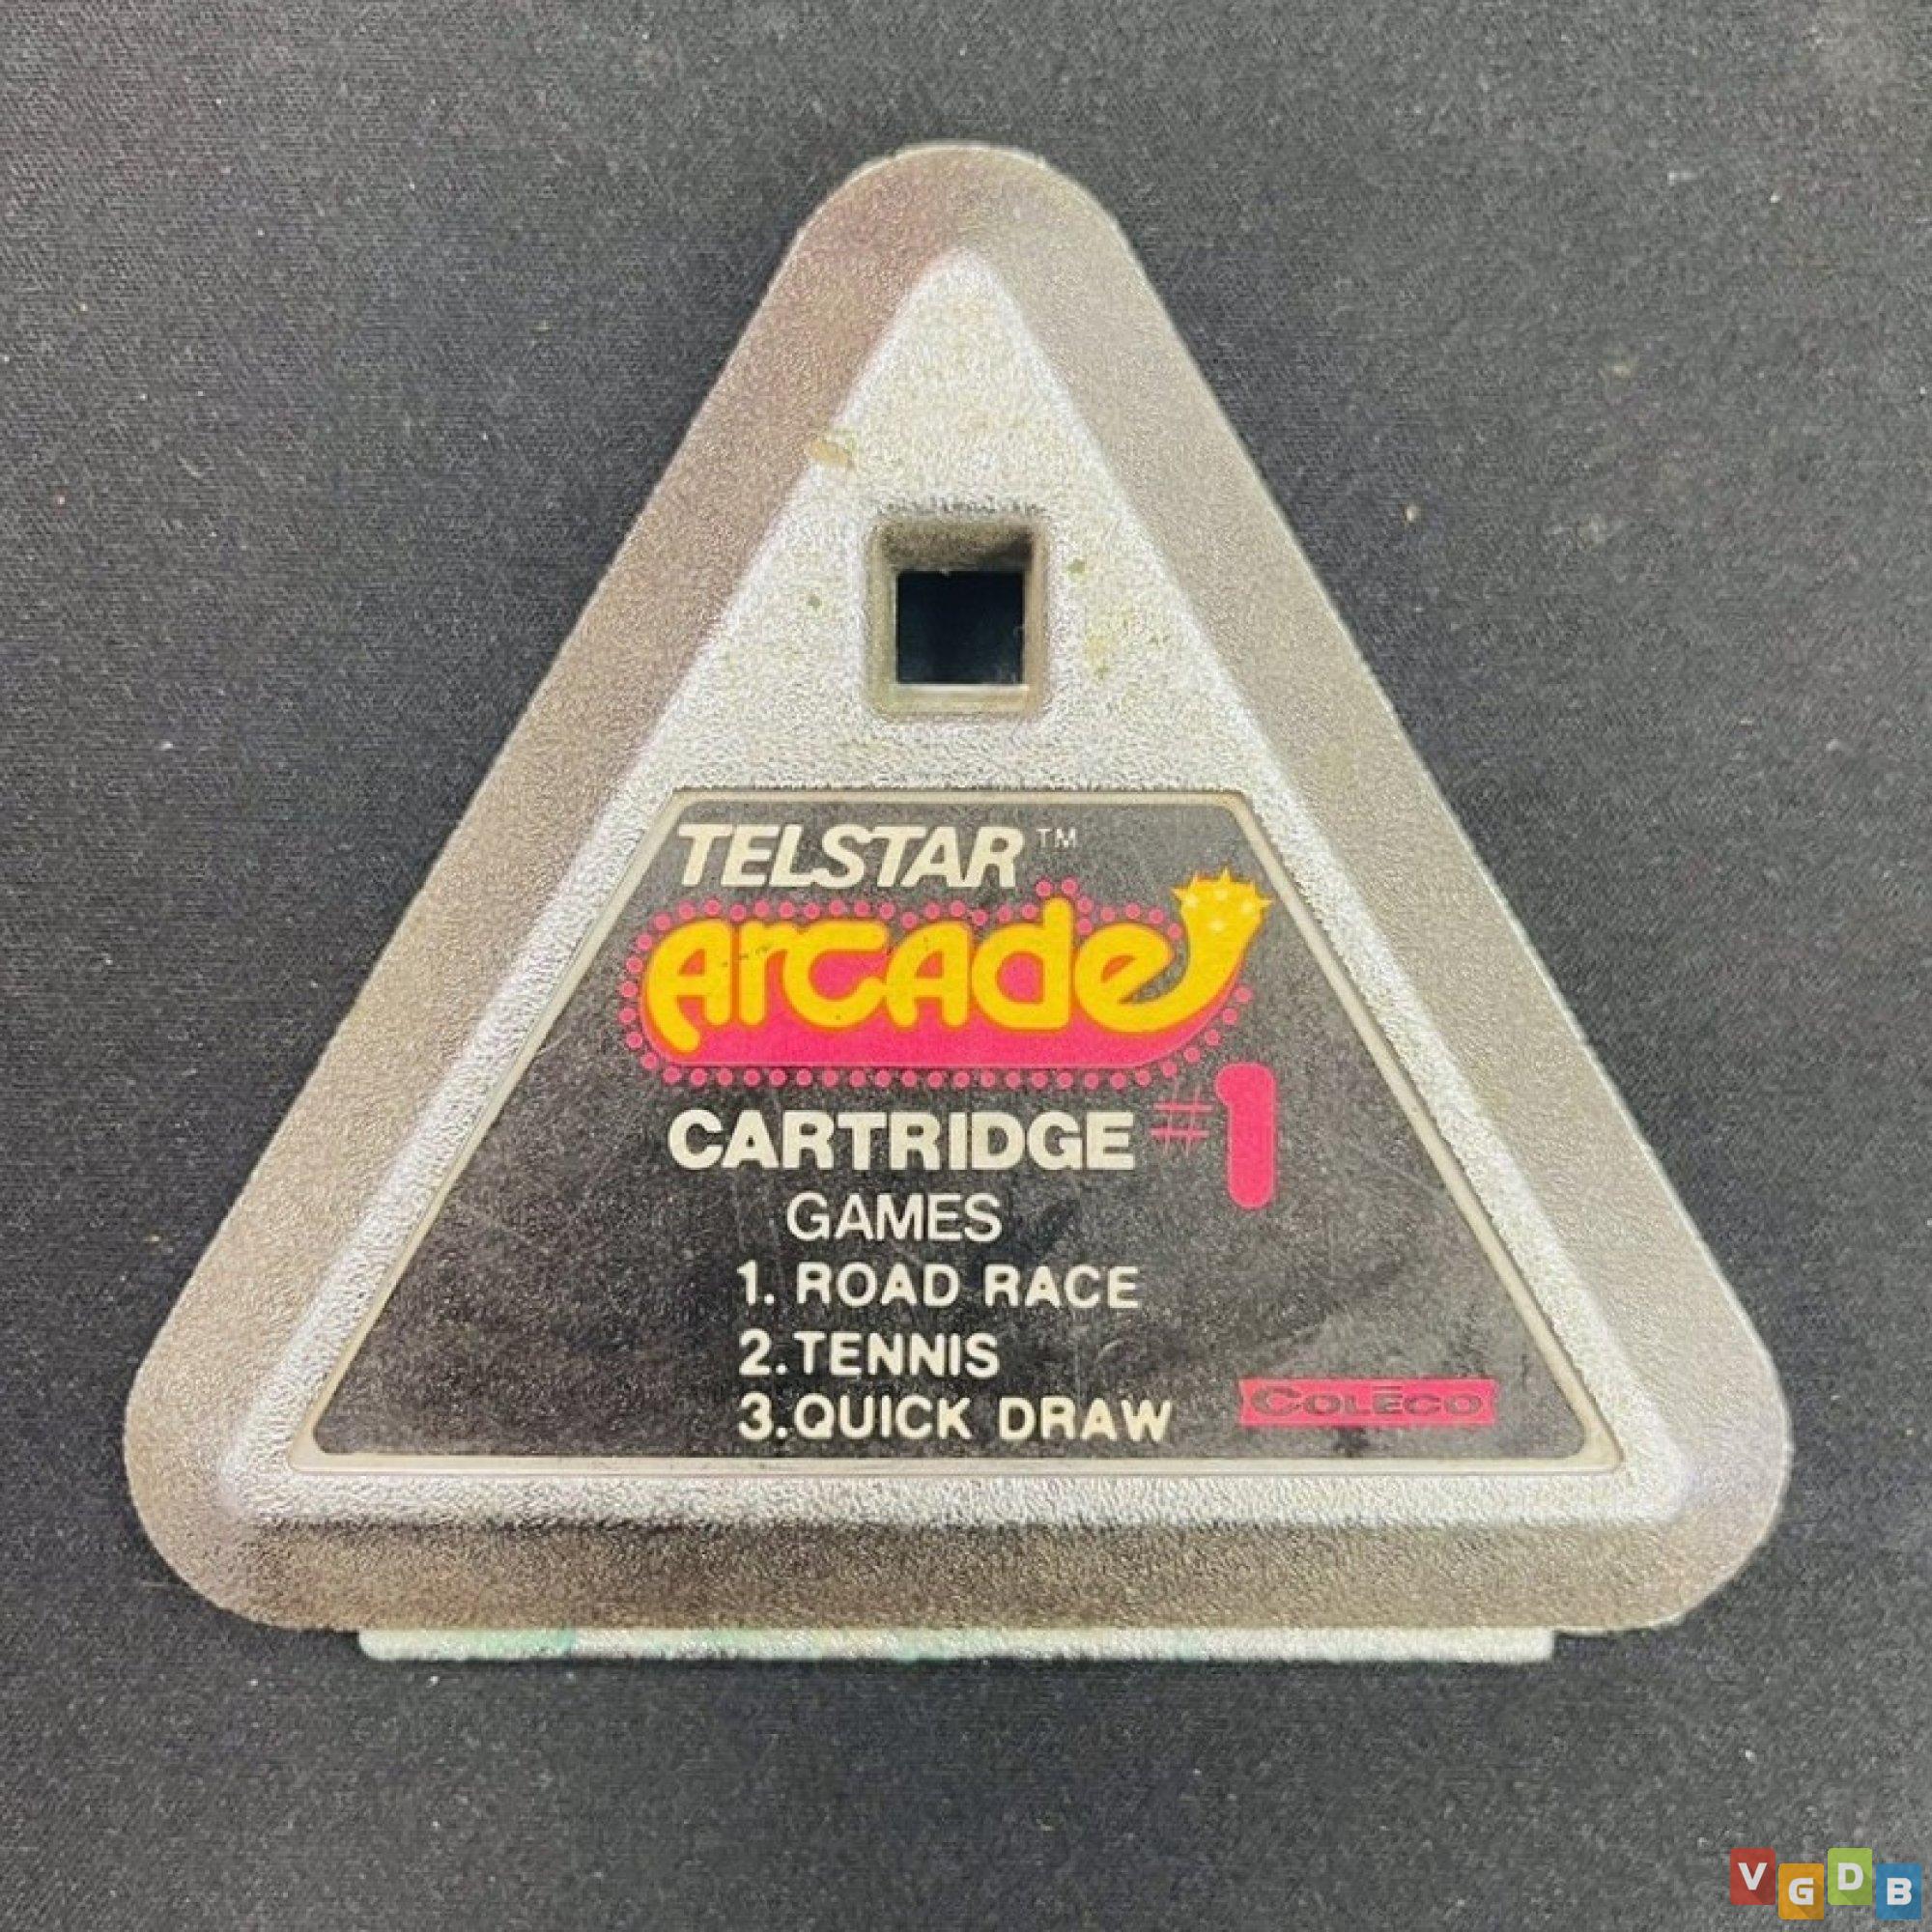 TELSTAR™
ARCADE
CARTRIDGE #1
GAMES
1. ROAD RACE
2. TENNIS
3. QUICK DRAW
COLECO
VGDB